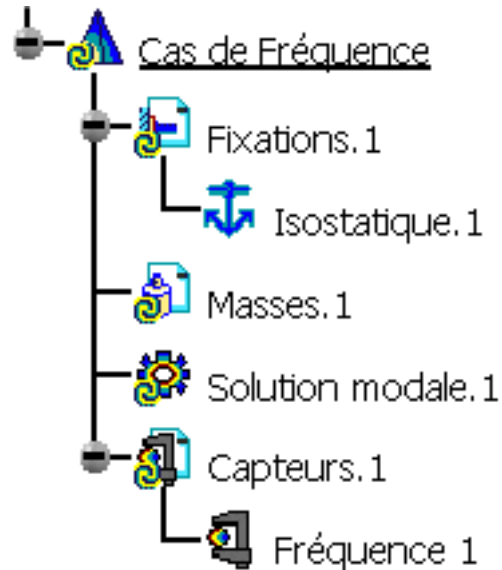 Cas de Fréquence
Fixations.1
Isostatique.1
Masses.1
Solution modale.1
Capteurs.1
Fréquence 1